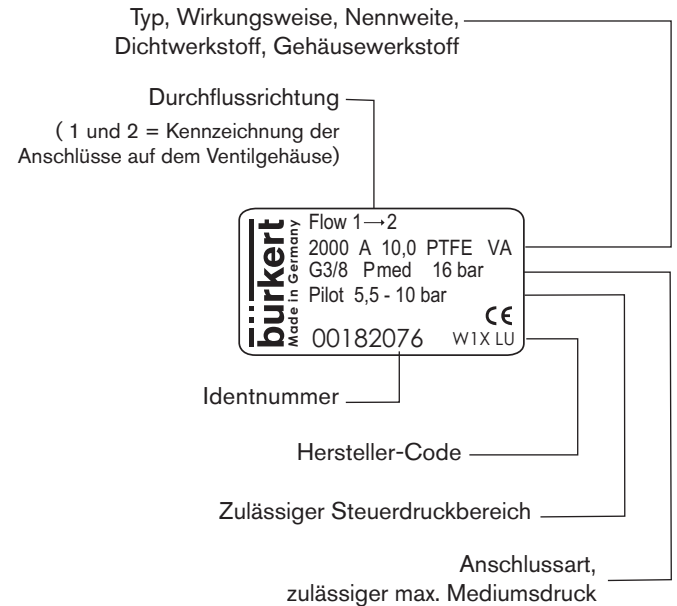 Typ, Wirkungsweise, Nennweite,
Dichtwerkstoff, Gehäusewerkstoff
Durchflussrichtung
( 1 und 2 = Kennzeichnung der
Anschlüsse auf dem Ventilgehäuse)
bürkert
Made in Germany
Flow 1→2
2000 A 10,0 PTFE VA
G3/8 Pmed 16 bar
Pilot 5,5 - 10 bar
CE
00182076 W1X LU
Identnummer
Hersteller-Code
Zulässiger Steuerdruckbereich
Anschlussart,
zulässiger max. Mediumsdruck